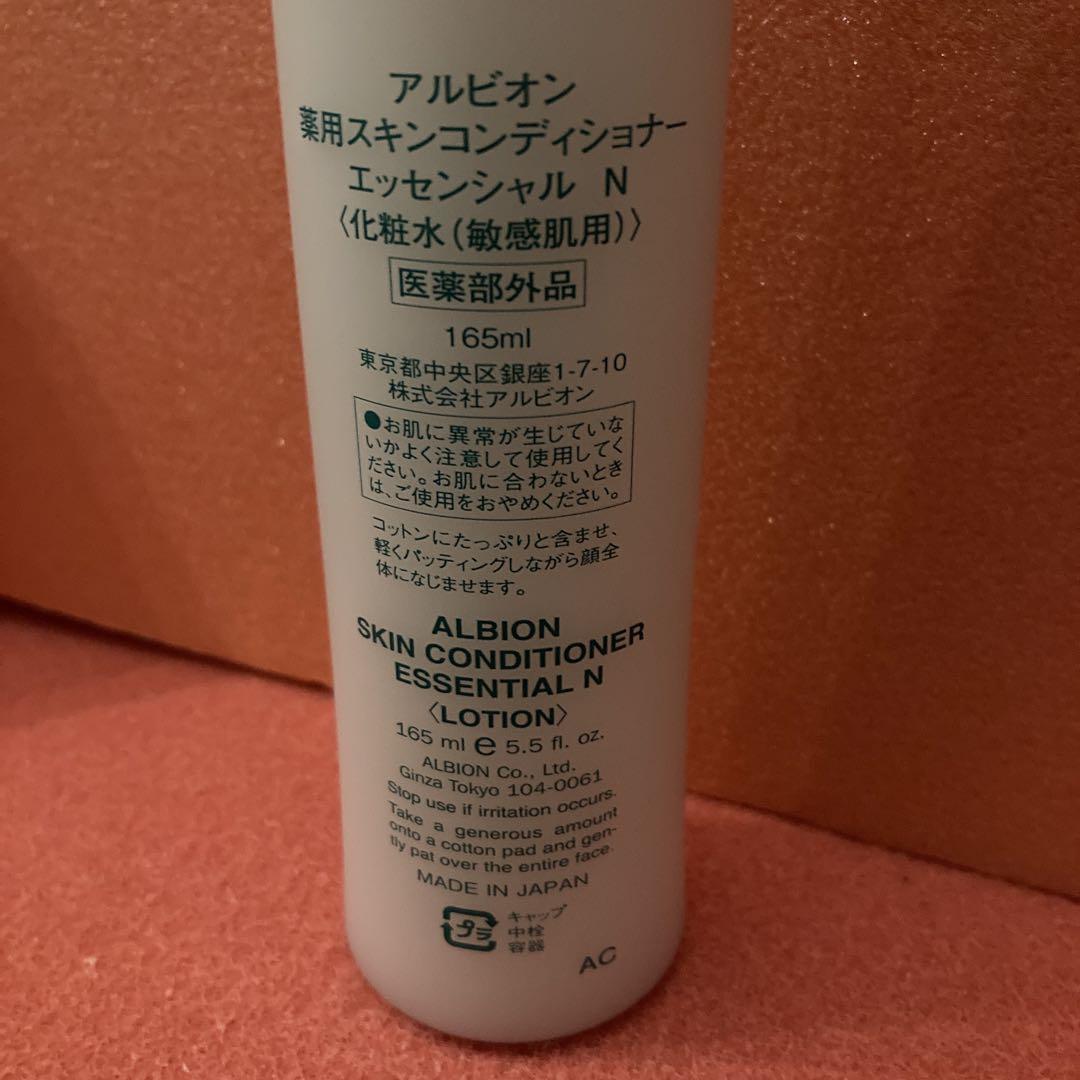 アルビオン
薬用スキンコンディショナー
エッセンシャル N
〈化粧水(敏感肌用)〉
医薬部外品
165ml
東京都中央区銀座1-7-10
株式会社アルビオン
●お肌に異常が生じていな
いかよく注意して使用してく
ださい。お肌に合わないとき
は、ご使用をおやめください。
コットンにたっぷりと含ませ、
軽くパッティングしながら顔全
体になじませます。
ALBION
SKIN CONDITIONER
ESSENTIAL N
〈LOTION〉
165 ml e 5.5 fl. oz.
ALBION Co., Ltd.
Ginza Tokyo 104-0061
Stop use if irritation occurs.
Take a generous amount
onto a cotton pad and gen-
tly pat over the entire face.
MADE IN JAPAN
プラ
キャップ
中栓
容器
AC